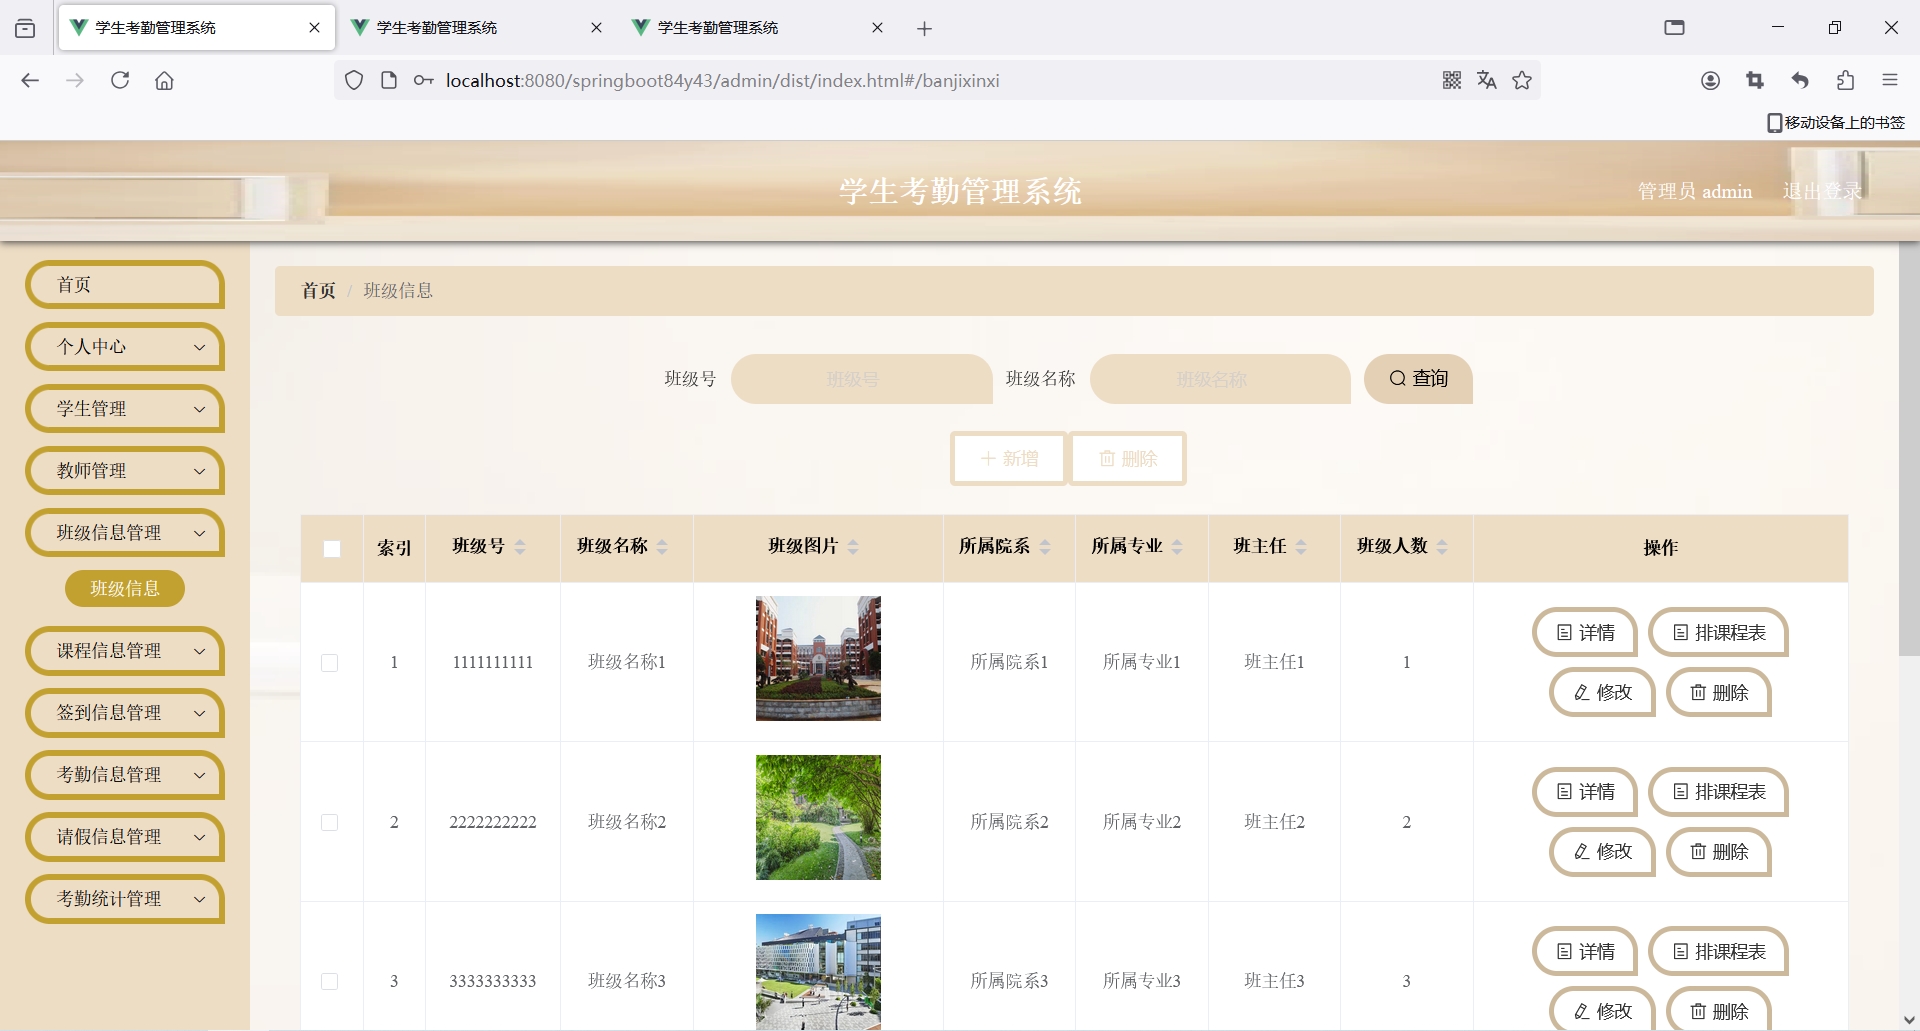 学生考勤管理系统
学生考勤管理系统
学生考勤管理系统
localhost:8080/springboot84y43/admin/dist/index.html#/banjixinxi
移动设备上的书签
学生考勤管理系统
管理员 admin
退出登录
首页
个人中心
学生管理
教师管理
班级信息管理
班级信息
课程信息管理
签到信息管理
考勤信息管理
请假信息管理
考勤统计管理
首页 / 班级信息
班级号 班级号 班级名称 班级名称 查询
新增 删除
索引 班级号 班级名称 班级图片 所属院系 所属专业 班主任 班级人数 操作
1 1111111111 班级名称1 所属院系1 所属专业1 班主任1 1
详情 排课程表
修改 删除
2 2222222222 班级名称2 所属院系2 所属专业2 班主任2 2
详情 排课程表
修改 删除
3 3333333333 班级名称3 所属院系3 所属专业3 班主任3 3
详情 排课程表
修改 删除